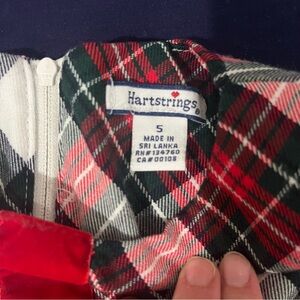 Hartstrings®
5
MADE IN
SRI LANKA
RN#134760
CA#00108